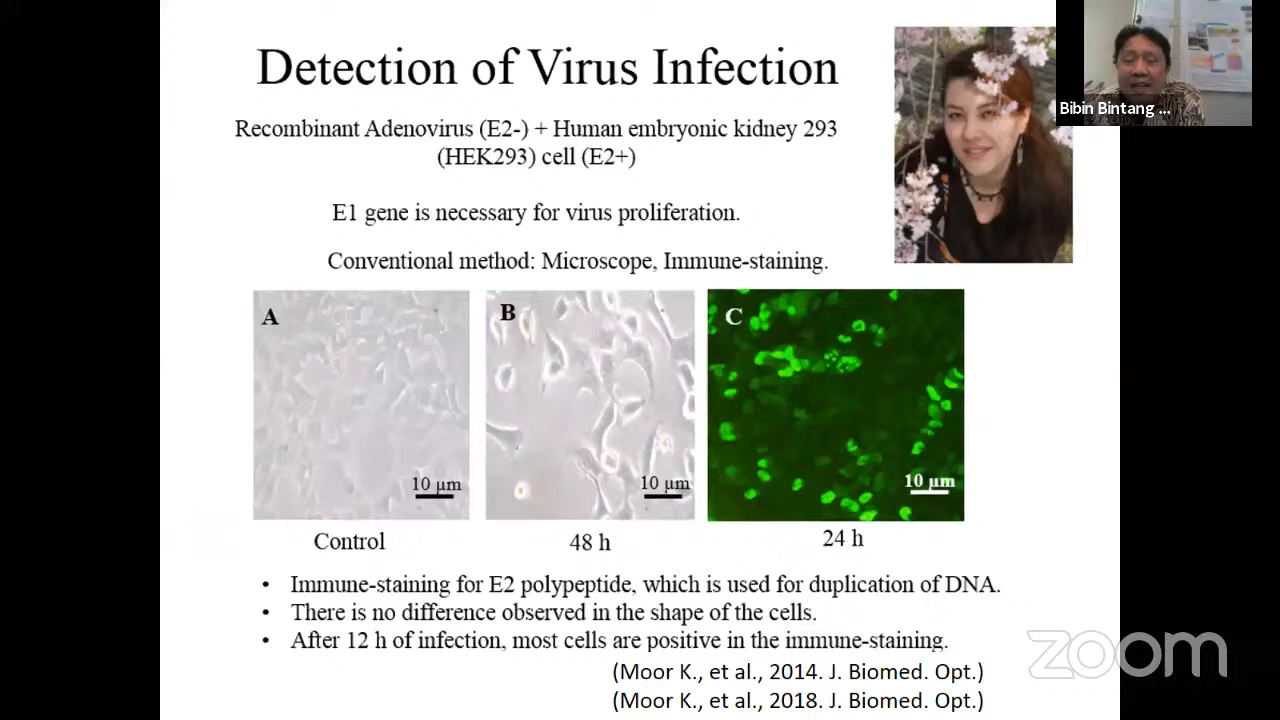 Detection of Virus Infection
Bibin Bintang ...
Recombinant Adenovirus (E2-) + Human embryonic kidney 293
(HEK293) cell (E2+)
E1 gene is necessary for virus proliferation.
Conventional method: Microscope, Immune-staining.
A
B
C
10 µm
10 µm
10 µm
Control
48 h
24 h
• Immune-staining for E2 polypeptide, which is used for duplication of DNA.
• There is no difference observed in the shape of the cells.
• After 12 h of infection, most cells are positive in the immune-staining.
(Moor K., et al., 2014. J. Biomed. Opt.)
(Moor K., et al., 2018. J. Biomed. Opt.)
zoom